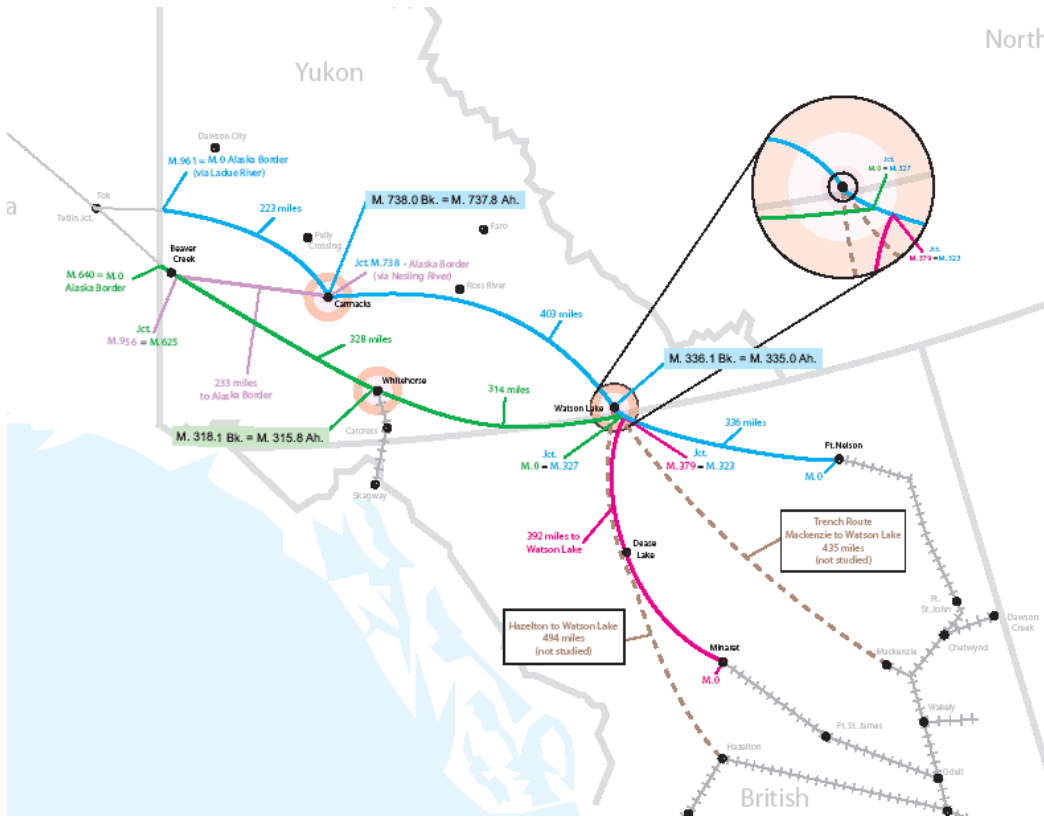 North
Yukon
Dawson City
M.961 = M.0 Alaska Border
(via Ladue River)
Jct.
M.0 = M.327
Tok
a
Tetlin Jct.
223 miles
M. 738.0 Bk. = M. 737.8 Ah.
Pelly
Crossing
Faro
Beaver
Creek
Jct. M.738 - Alaska Border
(via Nesling River)
Jct.
M.379 = M.323
M.640 = M.0
Alaska Border
Ross River
Carmacks
403 miles
Jct.
M.956 = M.625
328 miles
M. 336.1 Bk. = M. 335.0 Ah.
233 miles
to Alaska Border
Whitehorse
314 miles
Watson Lake
336 miles
M. 318.1 Bk. = M. 315.8 Ah.
Carcross
Jct.
M.0 = M.327
Jct.
M.379 = M.323
Ft. Nelson
M.0
Skagway
392 miles to
Watson Lake
Dease
Lake
Trench Route
Mackenzie to Watson Lake
435 miles
(not studied)
Ft.
St. John
Dawson
Creek
Hazelton to Watson Lake
494 miles
(not studied)
Chetwynd
Minaret
Mackenzie
M.0
Wakely
Ft. St. James
Hazelton
Odell
British